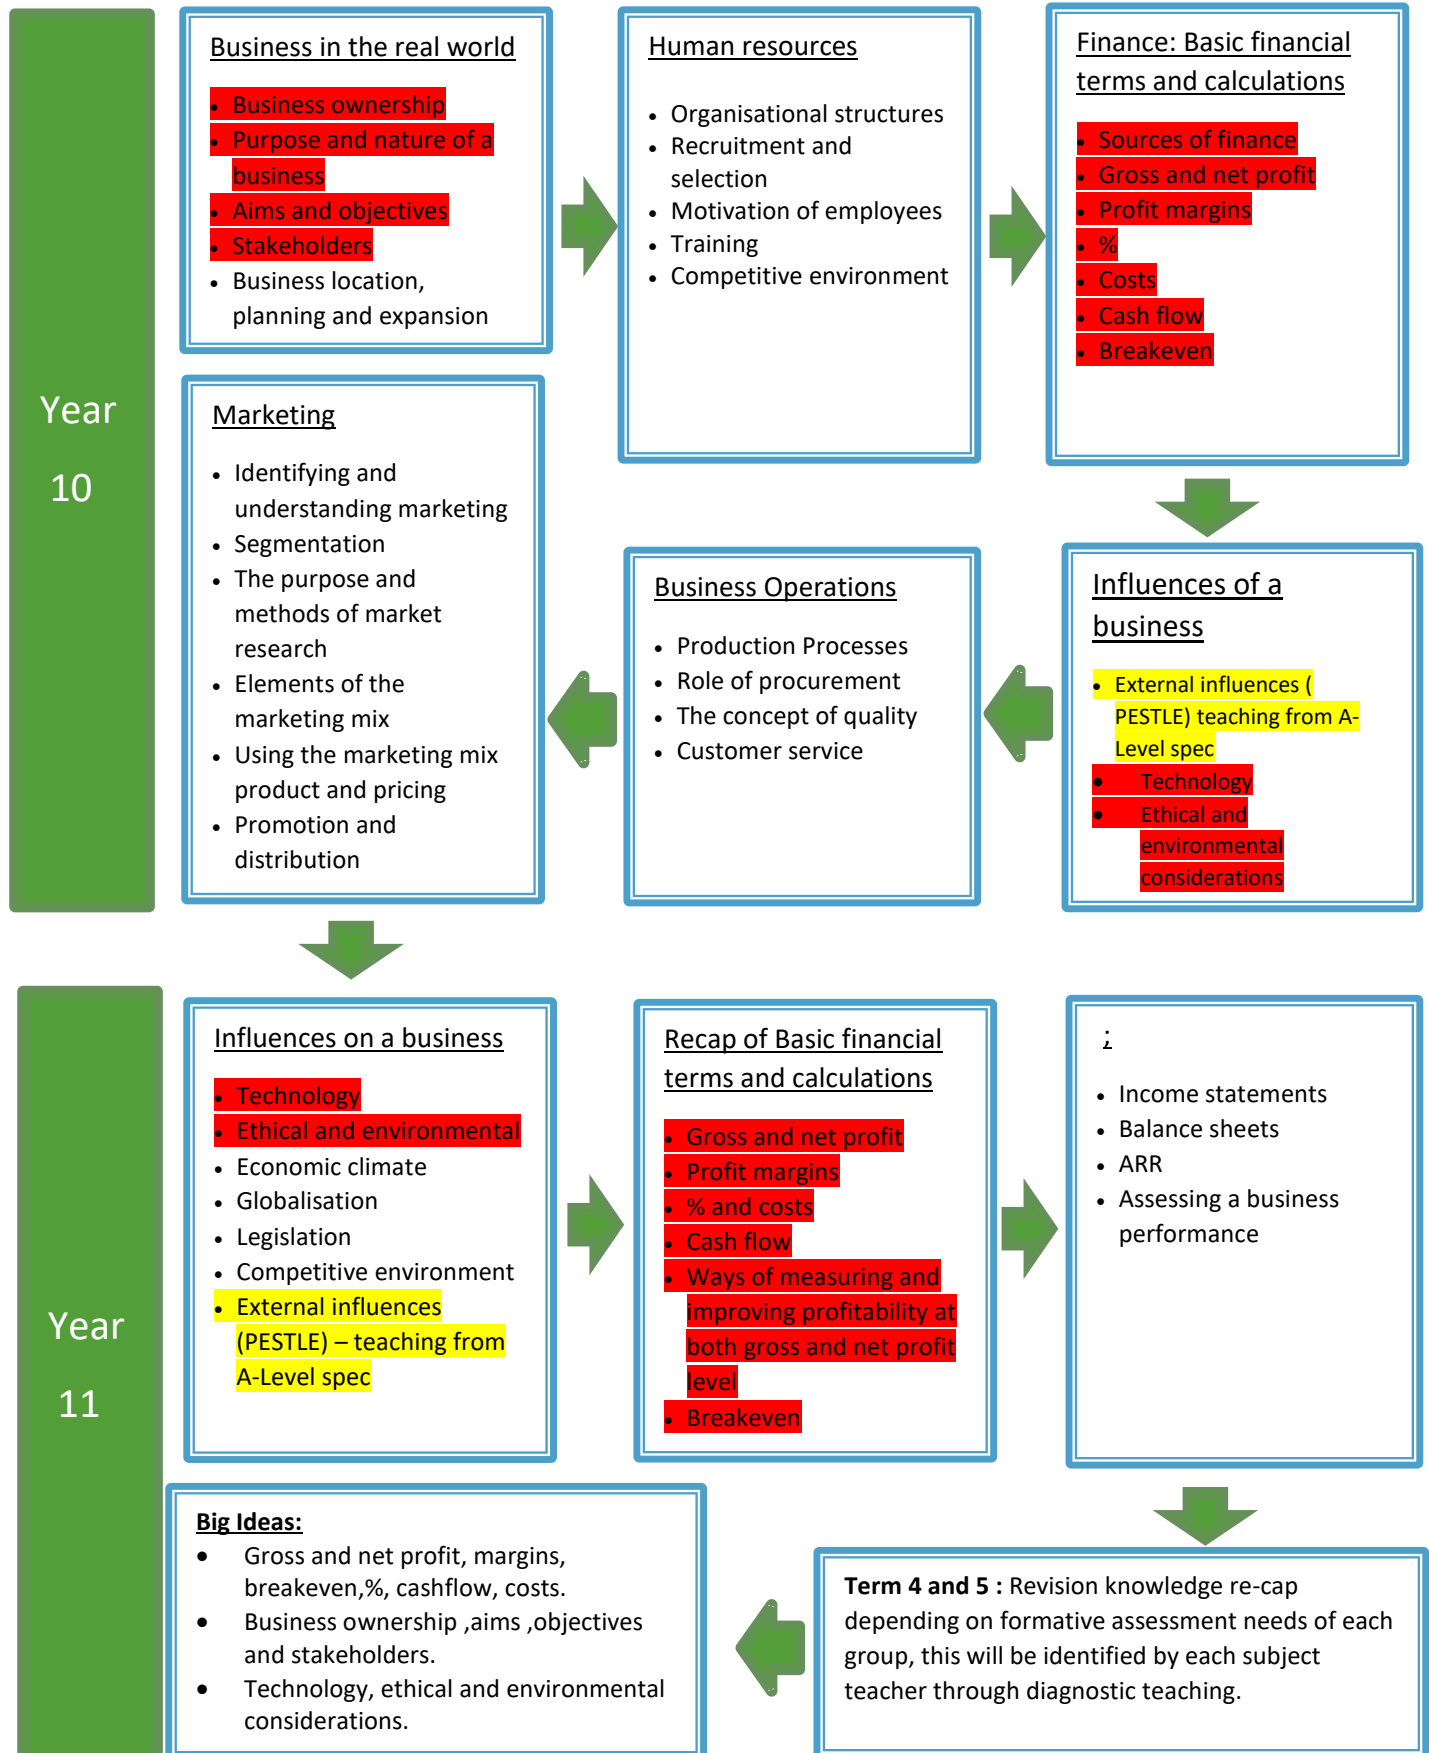 Year
10
Business in the real world
• Business ownership
• Purpose and nature of a
business
• Aims and objectives
• Stakeholders
• Business location,
planning and expansion
Human resources
• Organisational structures
• Recruitment and
selection
• Motivation of employees
• Training
• Competitive environment
Finance: Basic financial
terms and calculations
• Sources of finance
• Gross and net profit
• Profit margins
• %
• Costs
• Cash flow
• Breakeven
Influences of a
business
• External influences (
PESTLE) teaching from A-
Level spec
• Technology
• Ethical and
environmental
considerations
Business Operations
• Production Processes
• Role of procurement
• The concept of quality
• Customer service
Marketing
• Identifying and
understanding marketing
• Segmentation
• The purpose and
methods of market
research
• Elements of the
marketing mix
• Using the marketing mix
product and pricing
• Promotion and
distribution
Year
11
Influences on a business
• Technology
• Ethical and environmental
• Economic climate
• Globalisation
• Legislation
• Competitive environment
• External influences
(PESTLE) – teaching from
A-Level spec
Recap of Basic financial
terms and calculations
• Gross and net profit
• Profit margins
• % and costs
• Cash flow
• Ways of measuring and
improving profitability at
both gross and net profit
level
• Breakeven
;
• Income statements
• Balance sheets
• ARR
• Assessing a business
performance
Term 4 and 5 : Revision knowledge re-cap
depending on formative assessment needs of each
group, this will be identified by each subject
teacher through diagnostic teaching.
Big Ideas:
• Gross and net profit, margins,
breakeven,%, cashflow, costs.
• Business ownership ,aims ,objectives
and stakeholders.
• Technology, ethical and environmental
considerations.